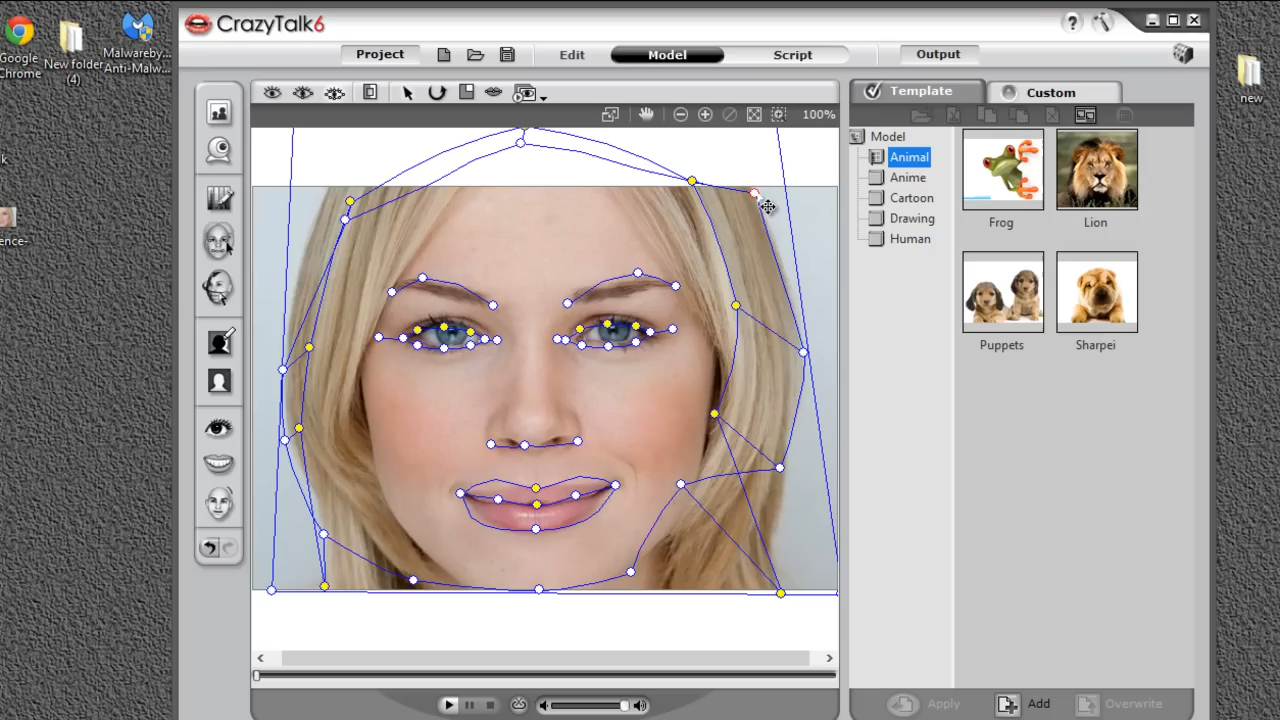 CrazyTalk6
Google Chrome
New folder (4)
Malwareby... Anti-Malw...
Project
Edit
Model
Script
Output
?
Template
Custom
100%
Model
Animal
Anime
Cartoon
Drawing
Human
Frog
Lion
Puppets
Sharpei
new
k
ence-
Apply
Add
Overwrite